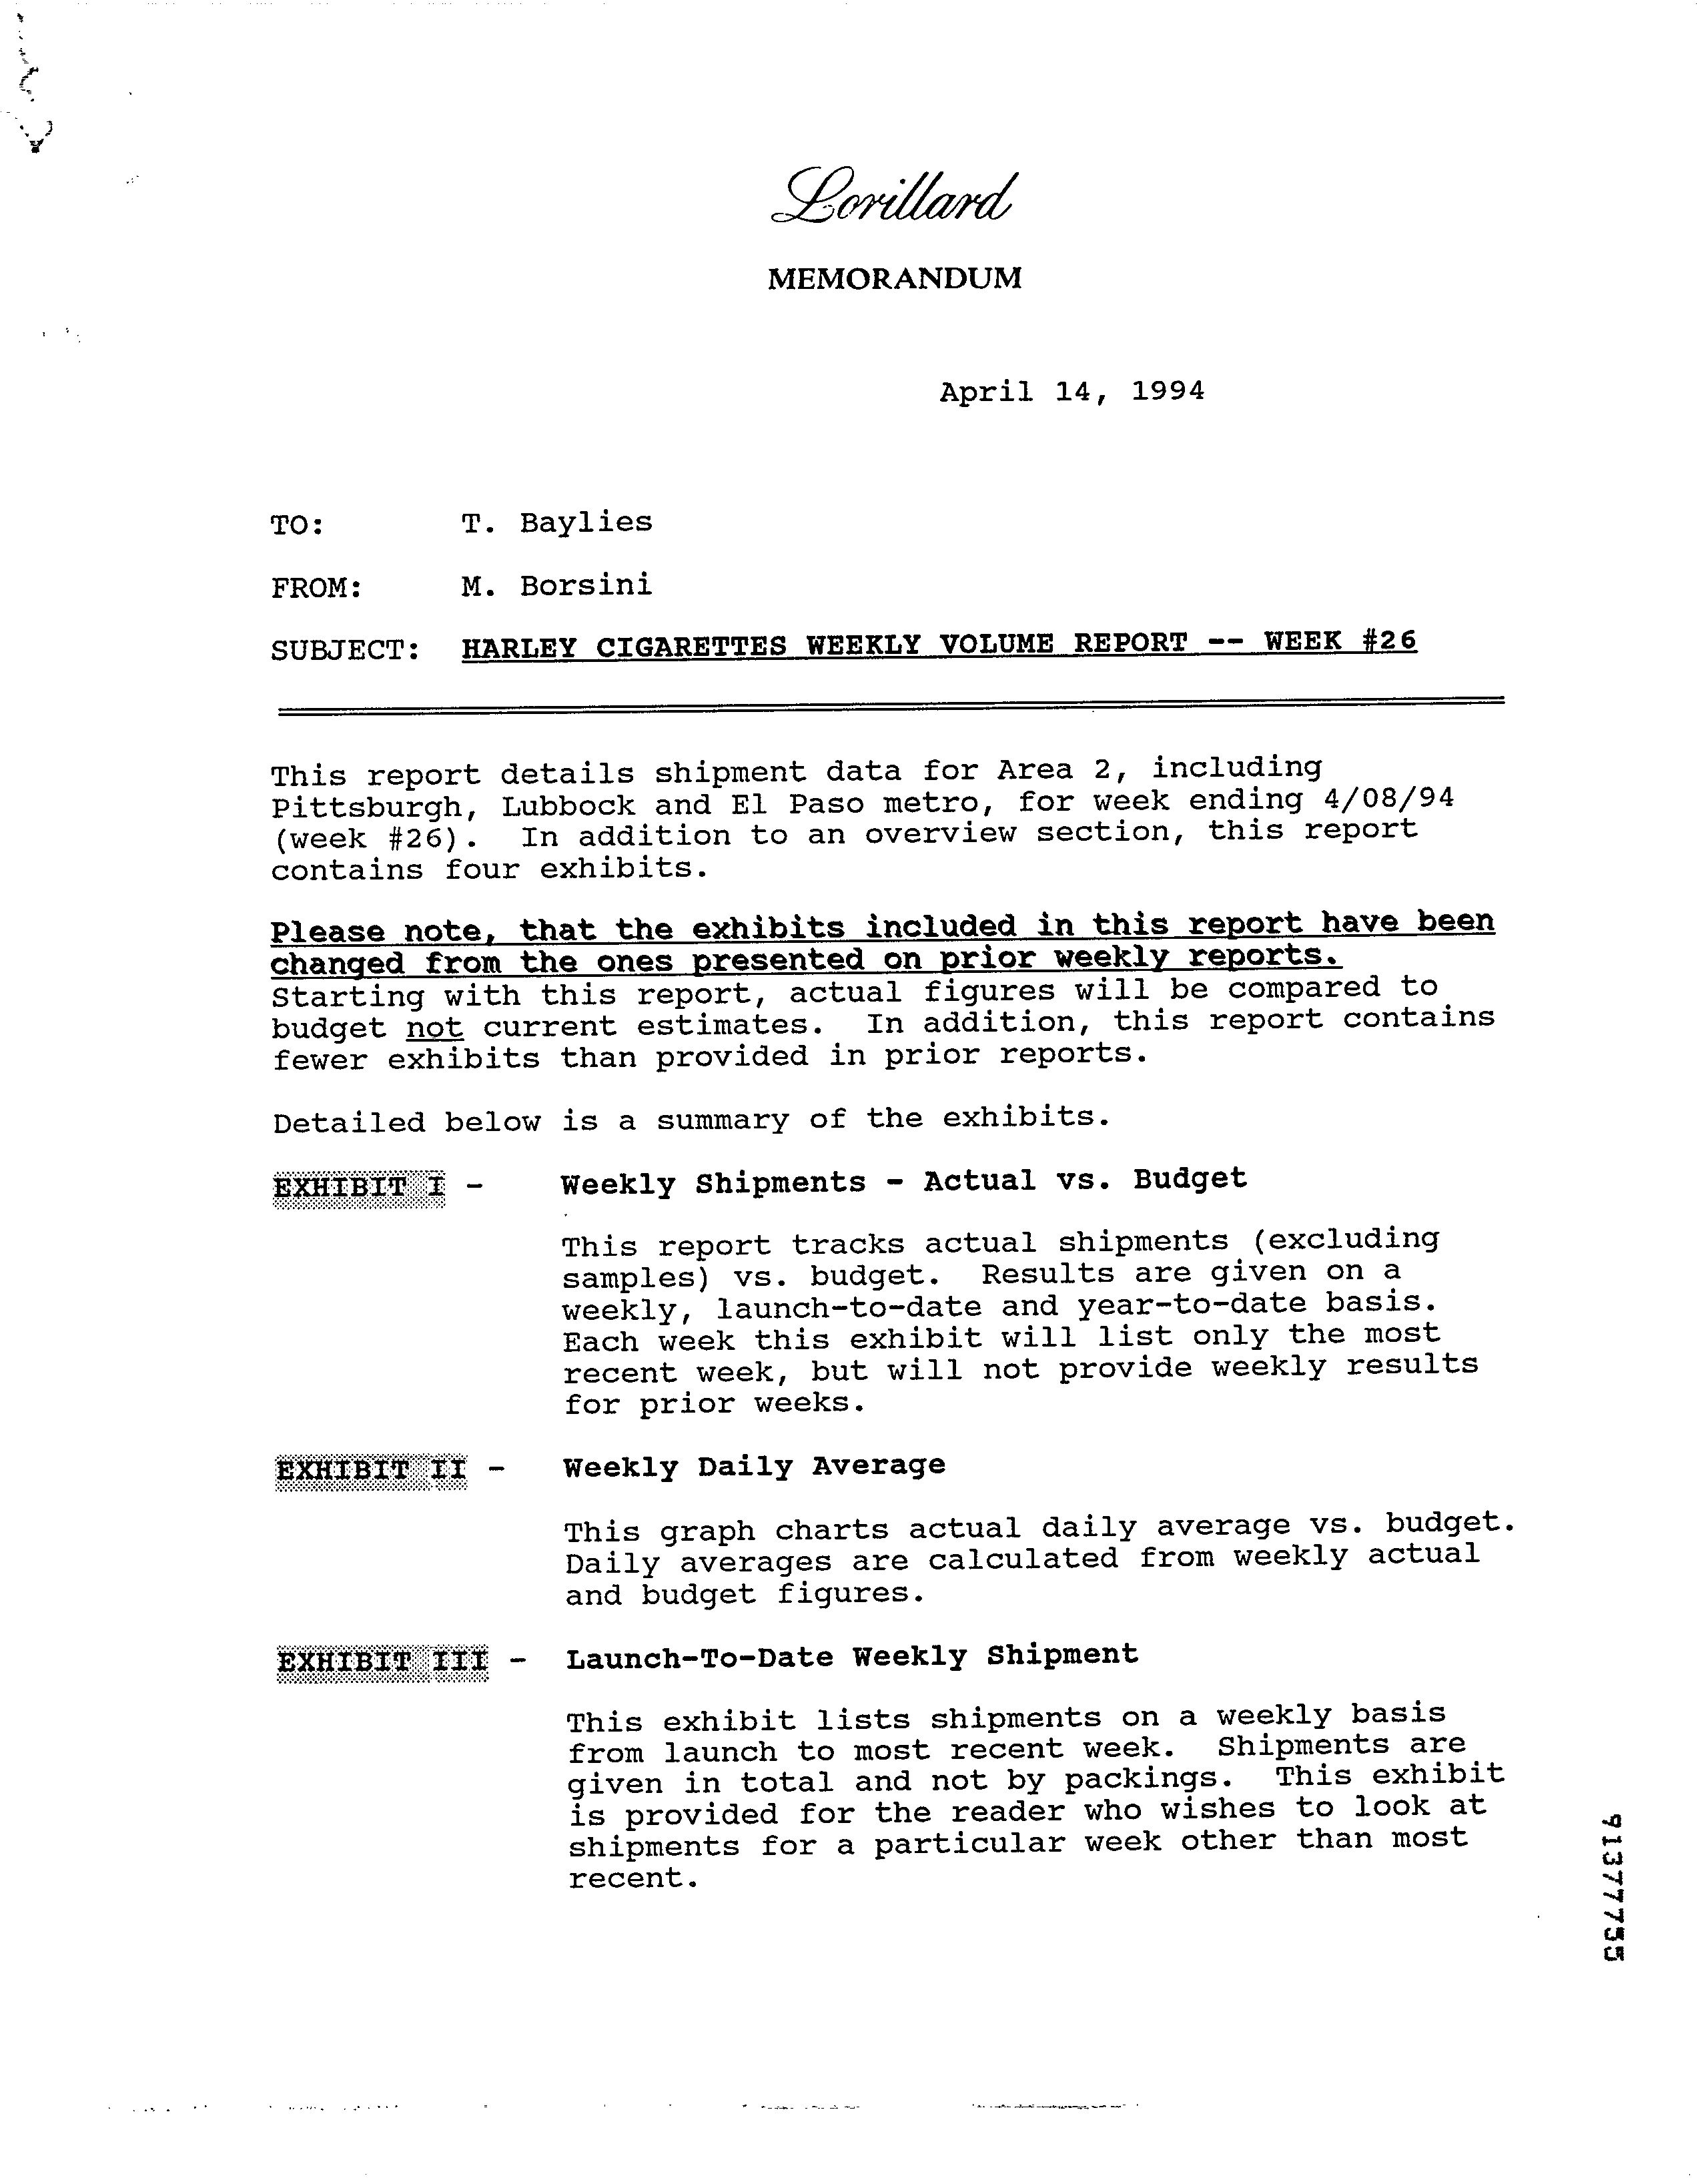 Lorillard
MEMORANDUM
April 14, 1994
TO: T. Baylies
FROM: M. Borsini
SUBJECT: HARLEY CIGARETTES WEEKLY VOLUME REPORT -- WEEK #26
This report details shipment data for Area 2, including
Pittsburgh, Lubbock and El Paso metro, for week ending 4/08/94
(week #26). In addition to an overview section, this report
contains four exhibits.
Please note, that the exhibits included in this report have been
changed from the ones presented on prior weekly reports.
Starting with this report, actual figures will be compared to
budget not current estimates. In addition, this report contains
fewer exhibits than provided in prior reports.
Detailed below is a summary of the exhibits.
EXHIBIT I - Weekly Shipments - Actual vs. Budget
This report tracks actual shipments (excluding
samples) vs. budget. Results are given on a
weekly, launch-to-date and year-to-date basis.
Each week this exhibit will list only the most
recent week, but will not provide weekly results
for prior weeks.
EXHIBIT II - Weekly Daily Average
This graph charts actual daily average vs. budget.
Daily averages are calculated from weekly actual
and budget figures.
EXHIBIT III - Launch-To-Date Weekly Shipment
This exhibit lists shipments on a weekly basis
from launch to most recent week. Shipments are
given in total and not by packings. This exhibit
is provided for the reader who wishes to look at
shipments for a particular week other than most
recent.
91377755